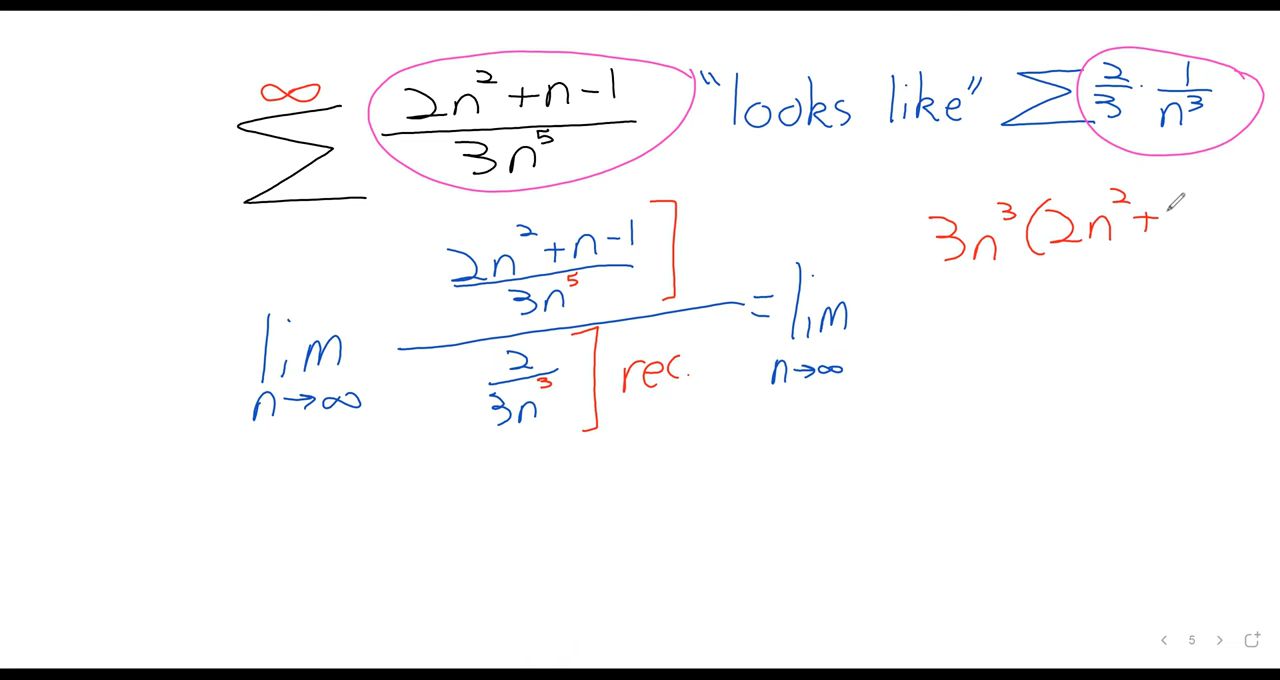 ∞
∑ (2n² + n − 1)/(3n⁵) "looks like" ∑ 2/3 · 1/n³
3n³(2n² +
lim n→∞ [(2n² + n − 1)/(3n⁵)] / [2/(3n³)] ] rec. = lim n→∞
< 5 >